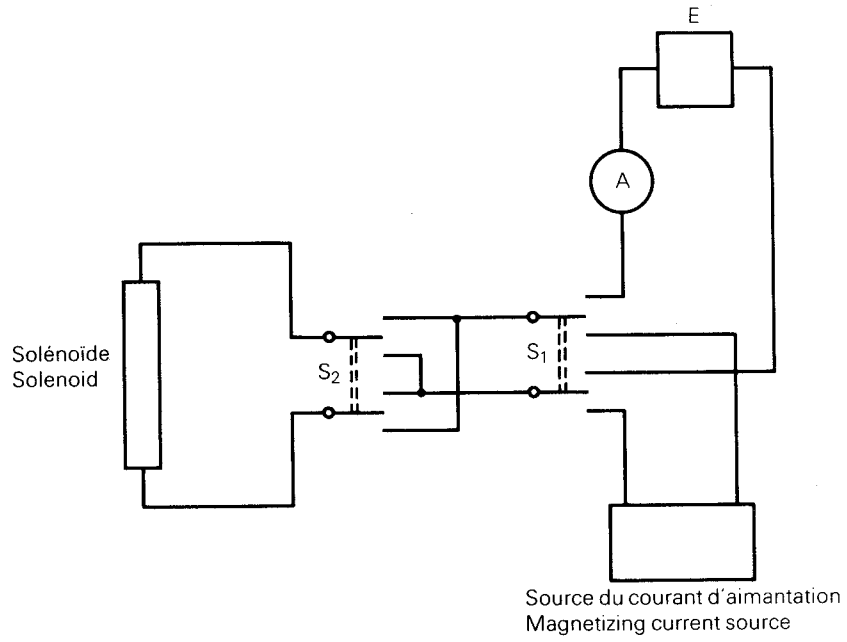 E
A
Solénoïde
Solenoid
S2
S1
Source du courant d'aimantation
Magnetizing current source